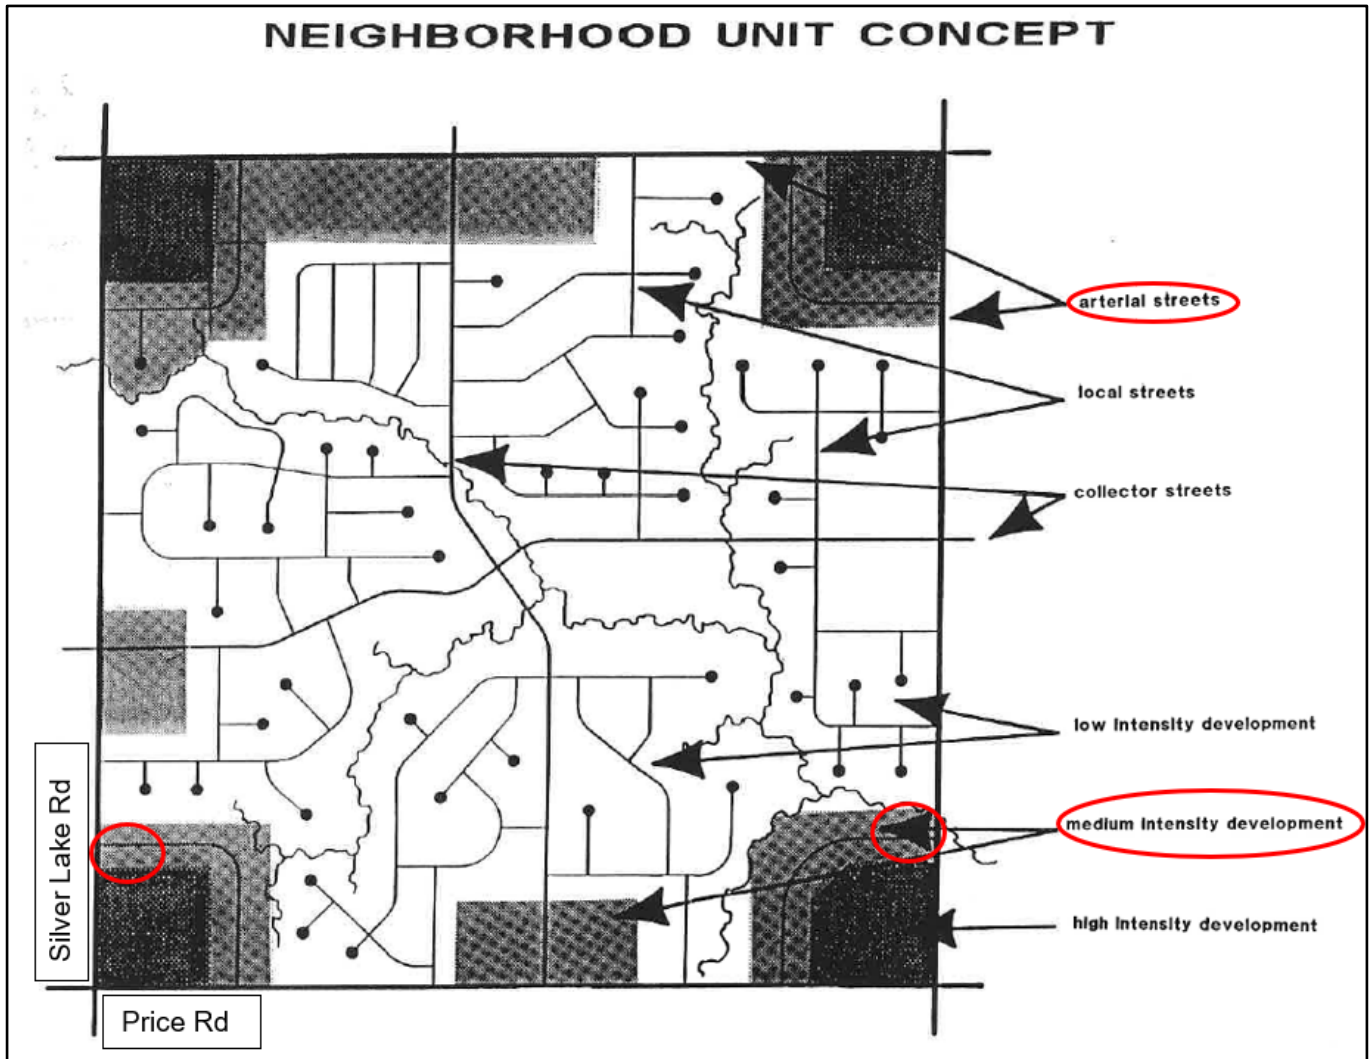 NEIGHBORHOOD UNIT CONCEPT
arterial streets
local streets
collector streets
low intensity development
medium intensity development
high intensity development
Silver Lake Rd
Price Rd